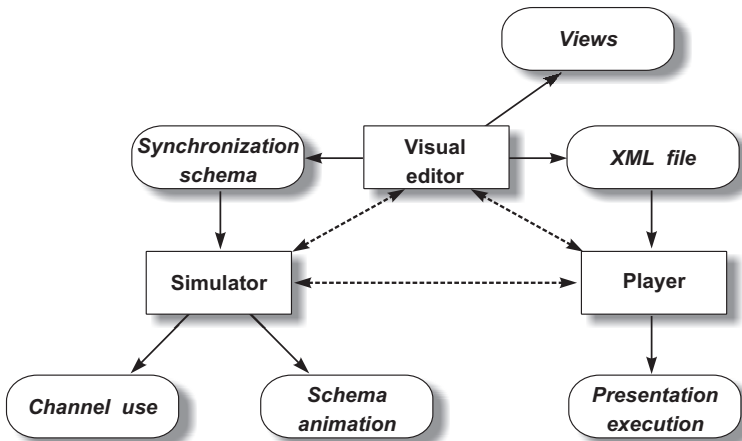 Views
Synchronization
schema
Visual
editor
XML file
Simulator
Player
Channel use
Schema
animation
Presentation
execution